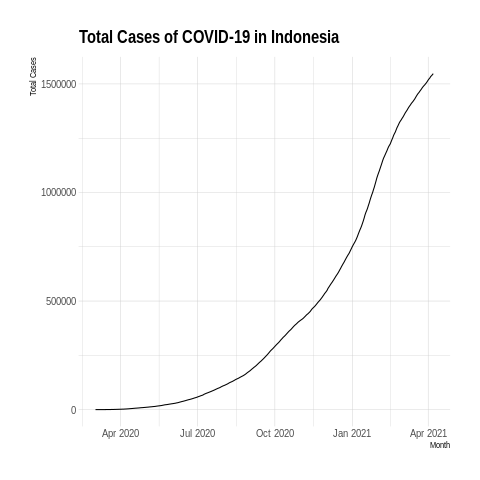 Total Cases of COVID-19 in Indonesia
Total Cases
1500000
1000000
500000
0
Apr 2020 Jul 2020 Oct 2020 Jan 2021 Apr 2021
Month